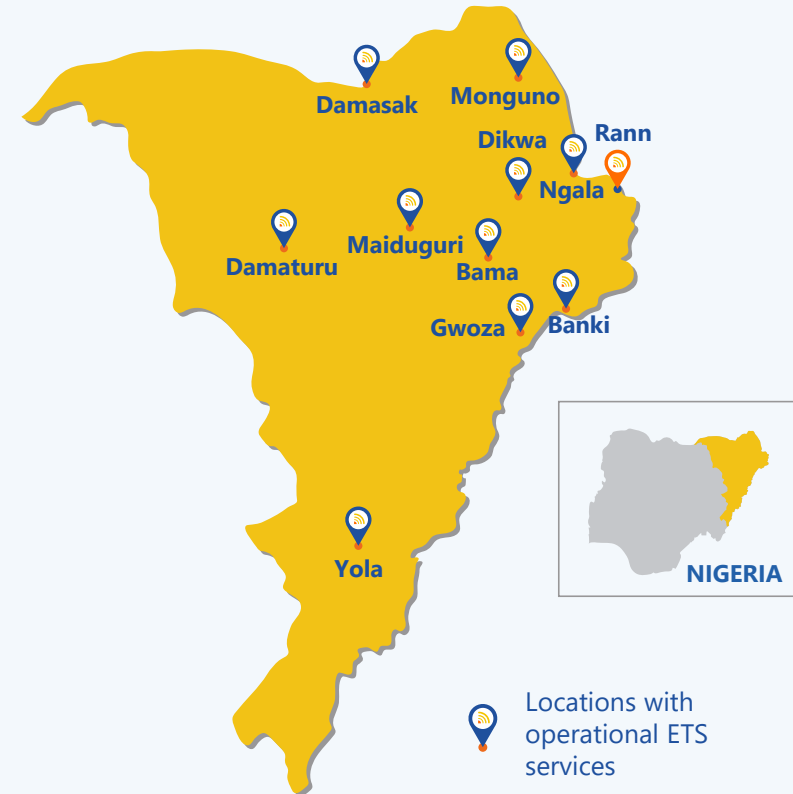 Damasak
Monguno
Dikwa
Rann
Ngala
Maiduguri
Damaturu
Bama
Gwoza
Banki
Yola
NIGERIA
Locations with
operational ETS
services